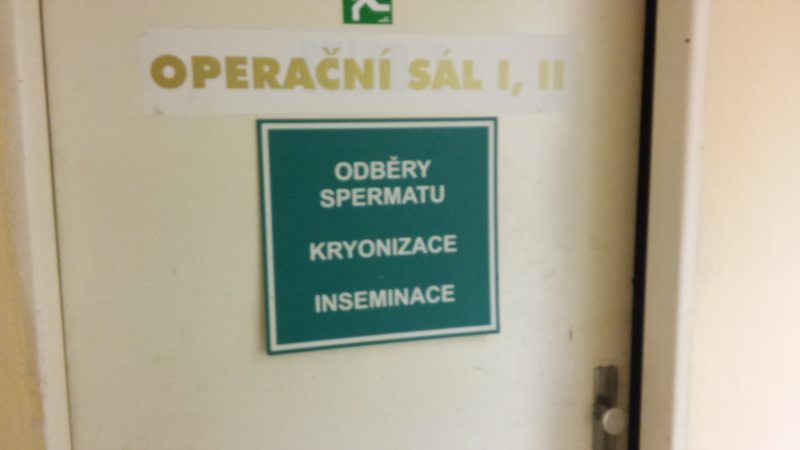 OPERAČNÍ SÁL I, II
ODBĚRY
SPERMATU
KRYONIZACE
INSEMINACE